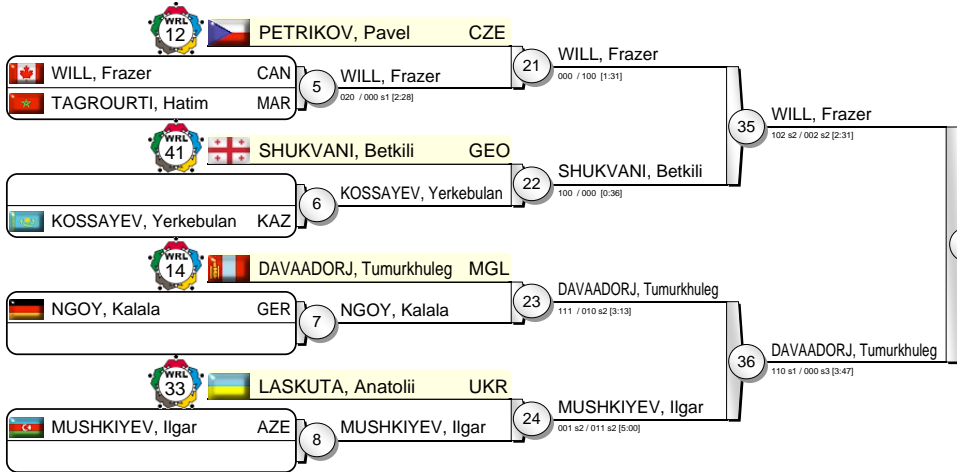 WRL
12
PETRIKOV, Pavel CZE
21
WILL, Frazer
000 / 100 [1:31]
WILL, Frazer CAN
TAGROURTI, Hatim MAR
5
WILL, Frazer
020 / 000 s1 [2:28]
35
WILL, Frazer
102 s2 / 002 s2 [2:31]
WRL
41
SHUKVANI, Betkili GEO
22
SHUKVANI, Betkili
100 / 000 [0:36]
KOSSAYEV, Yerkebulan KAZ
6
KOSSAYEV, Yerkebulan
WRL
14
DAVAADORJ, Tumurkhuleg MGL
23
DAVAADORJ, Tumurkhuleg
111 / 010 s2 [3:13]
NGOY, Kalala GER
7
NGOY, Kalala
36
DAVAADORJ, Tumurkhuleg
110 s1 / 000 s3 [3:47]
WRL
33
LASKUTA, Anatolii UKR
24
MUSHKIYEV, Ilgar
001 s2 / 011 s2 [5:00]
MUSHKIYEV, Ilgar AZE
8
MUSHKIYEV, Ilgar